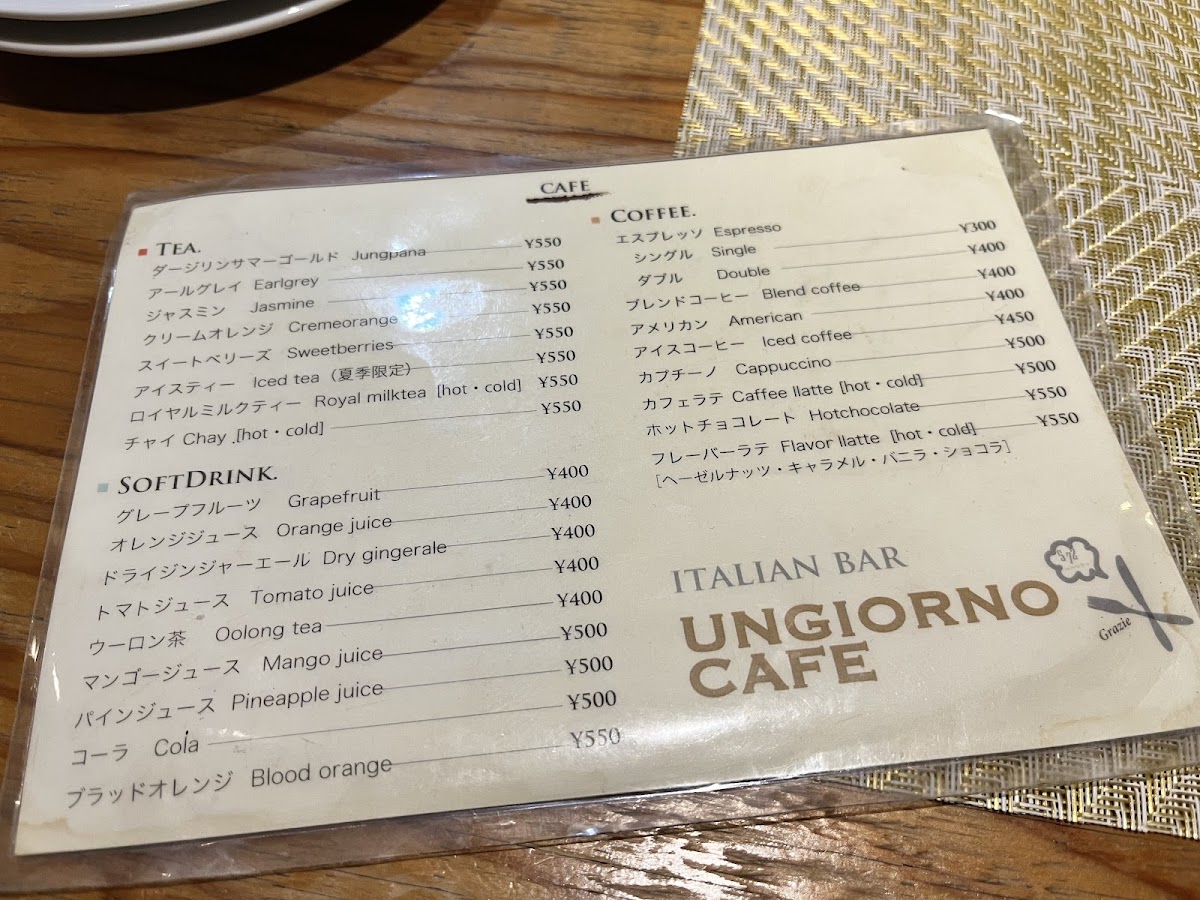 CAFE
TEA.
ダージリンサマーゴールド Jungpana ¥550
アールグレイ Earlgrey ¥550
ジャスミン Jasmine ¥550
クリームオレンジ Cremeorange ¥550
スイートベリーズ Sweetberries ¥550
アイスティー Iced tea（夏季限定） ¥550
ロイヤルミルクティー Royal milktea [hot・cold] ¥550
チャイ Chay .[hot・cold] ¥550
SOFTDRINK.
グレープフルーツ Grapefruit ¥400
オレンジジュース Orange juice ¥400
ドライジンジャーエール Dry gingerale ¥400
トマトジュース Tomato juice ¥400
ウーロン茶 Oolong tea ¥400
マンゴージュース Mango juice ¥500
パインジュース Pineapple juice ¥500
コーラ Cola ¥500
ブラッドオレンジ Blood orange ¥550
COFFEE.
エスプレッソ Espresso
シングル Single ¥300
ダブル Double ¥400
ブレンドコーヒー Blend coffee ¥400
アメリカン American ¥400
アイスコーヒー Iced coffee ¥450
カプチーノ Cappuccino ¥500
カフェラテ Caffee llatte [hot・cold] ¥500
ホットチョコレート Hotchocolate ¥550
フレーバーラテ Flavor llatte [hot・cold] ¥550
[ヘーゼルナッツ・キャラメル・バニラ・ショコラ]
ITALIAN BAR
UNGIORNO
CAFE
Grazie